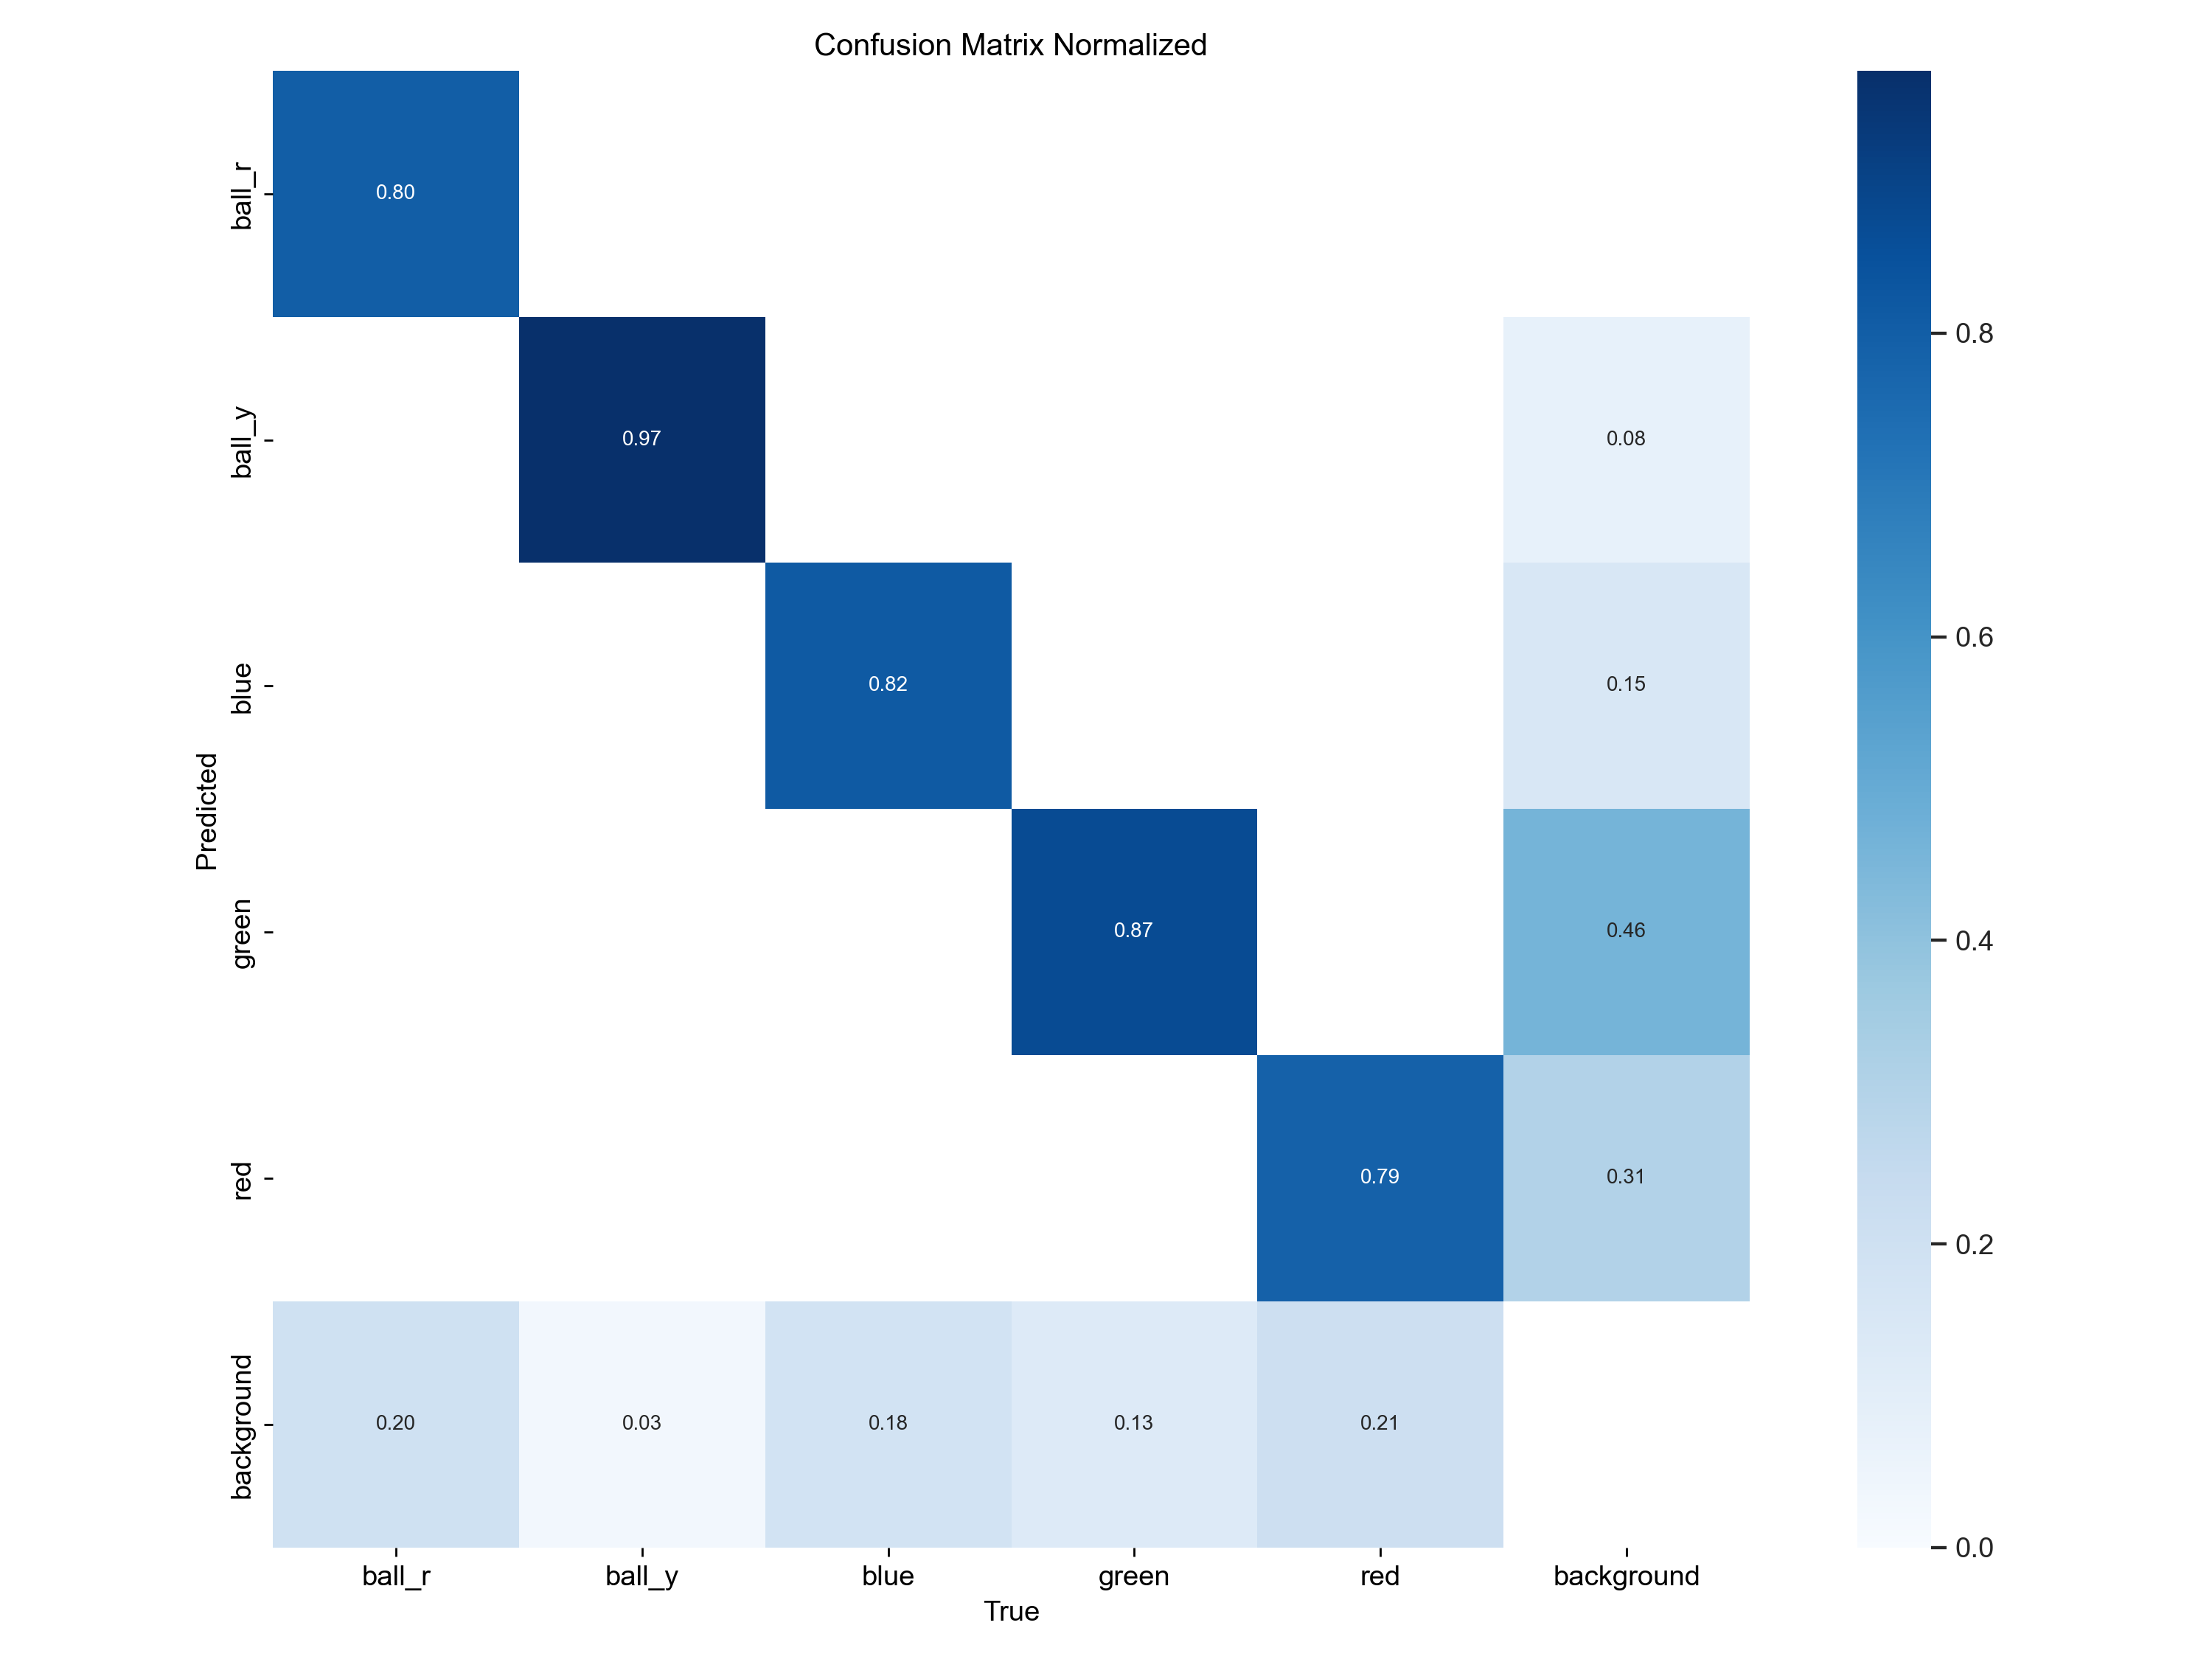 Confusion Matrix Normalized
ball_r
0.80
ball_y
0.97
0.08
0.8
blue
0.82
0.15
0.6
Predicted
green
0.87
0.46
0.4
red
0.79
0.31
0.2
background
0.20
0.03
0.18
0.13
0.21
0.0
ball_r
ball_y
blue
green
red
background
True